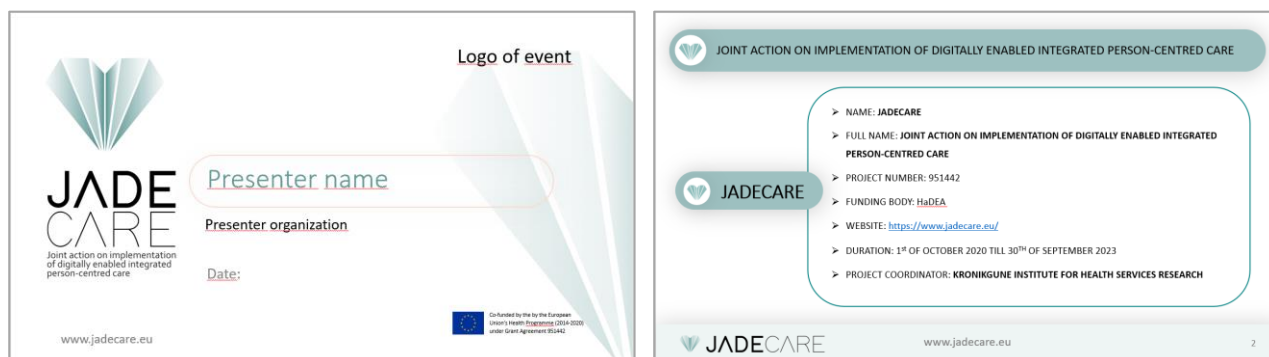 Logo of event
JADE
CARE
Joint action on implementation
of digitally enabled integrated
person-centred care
Presenter name
Presenter organization
Date:
Co-funded by the by the European
Union's Health Programme (2014-2020)
under Grant Agreement 951442
www.jadecare.eu
JOINT ACTION ON IMPLEMENTATION OF DIGITALLY ENABLED INTEGRATED PERSON-CENTRED CARE
JADECARE
➢ NAME: JADECARE
➢ FULL NAME: JOINT ACTION ON IMPLEMENTATION OF DIGITALLY ENABLED INTEGRATED
PERSON-CENTRED CARE
➢ PROJECT NUMBER: 951442
➢ FUNDING BODY: HaDEA
➢ WEBSITE: https://www.jadecare.eu/
➢ DURATION: 1st OF OCTOBER 2020 TILL 30TH OF SEPTEMBER 2023
➢ PROJECT COORDINATOR: KRONIKGUNE INSTITUTE FOR HEALTH SERVICES RESEARCH
JADECARE
www.jadecare.eu
2